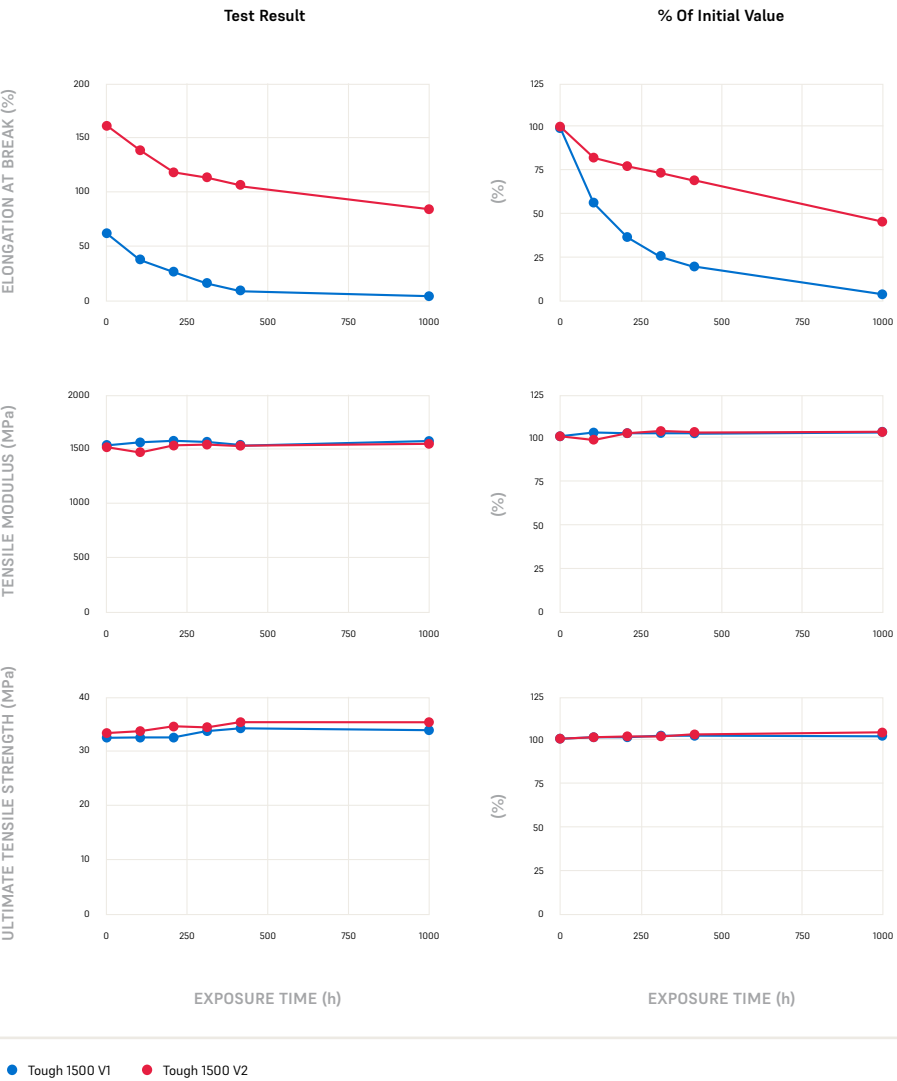 Test Result
% Of Initial Value
ELONGATION AT BREAK (%)
200
150
100
50
0
0 250 500 750 1000
(%)
125
100
75
50
25
0
0 250 500 750 1000
TENSILE MODULUS (MPa)
2000
1500
1000
500
0
0 250 500 750 1000
(%)
125
100
75
50
25
0
0 250 500 750 1000
ULTIMATE TENSILE STRENGTH (MPa)
40
30
20
10
0
0 250 500 750 1000
(%)
125
100
75
50
25
0
0 250 500 750 1000
EXPOSURE TIME (h)
EXPOSURE TIME (h)
Tough 1500 V1
Tough 1500 V2